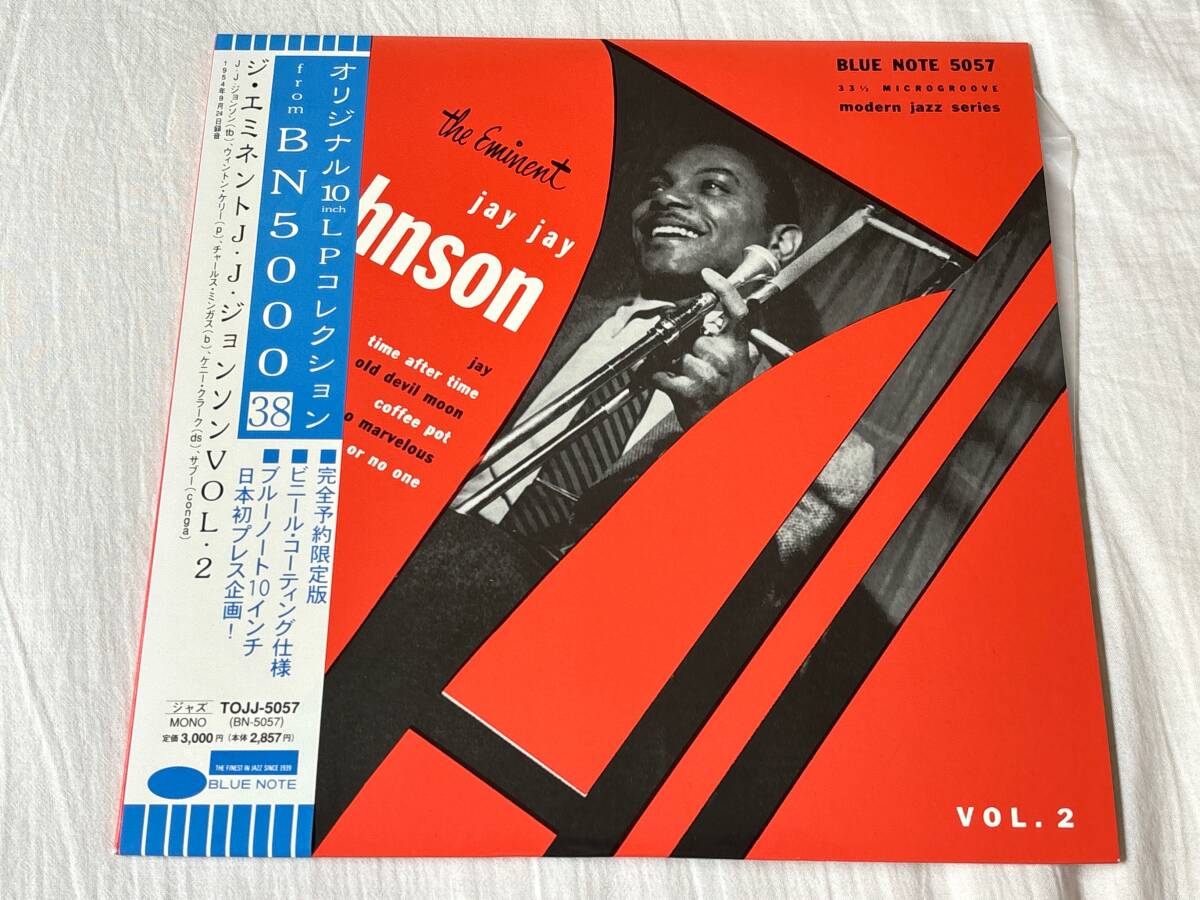 オリジナル10inchLPコレクション
from BN5000 38
ジ・エミネントJ.J.ジョンソンVOL.2
J.J.ジョンソン(tb)、ウィントン・ケリー(p)、チャールス・ミンガス(b)、ケニー・クラーク(ds)、サブー(conga)
1954年9月24日録音
■完全予約限定版
■ビニール・コーティング仕様
■ブルーノート10インチ
日本初プレス企画!
ジャズ TOJJ-5057
MONO (BN-5057)
定価3,000円(本体2,857円)
THE FINEST IN JAZZ SINCE 1939
BLUE NOTE
BLUE NOTE 5057
33 1/2 MICROGROOVE
modern jazz series
the Eminent
jay jay
hnson
jay
time after time
old devil moon
coffee pot
o marvelous
or no one
VOL. 2